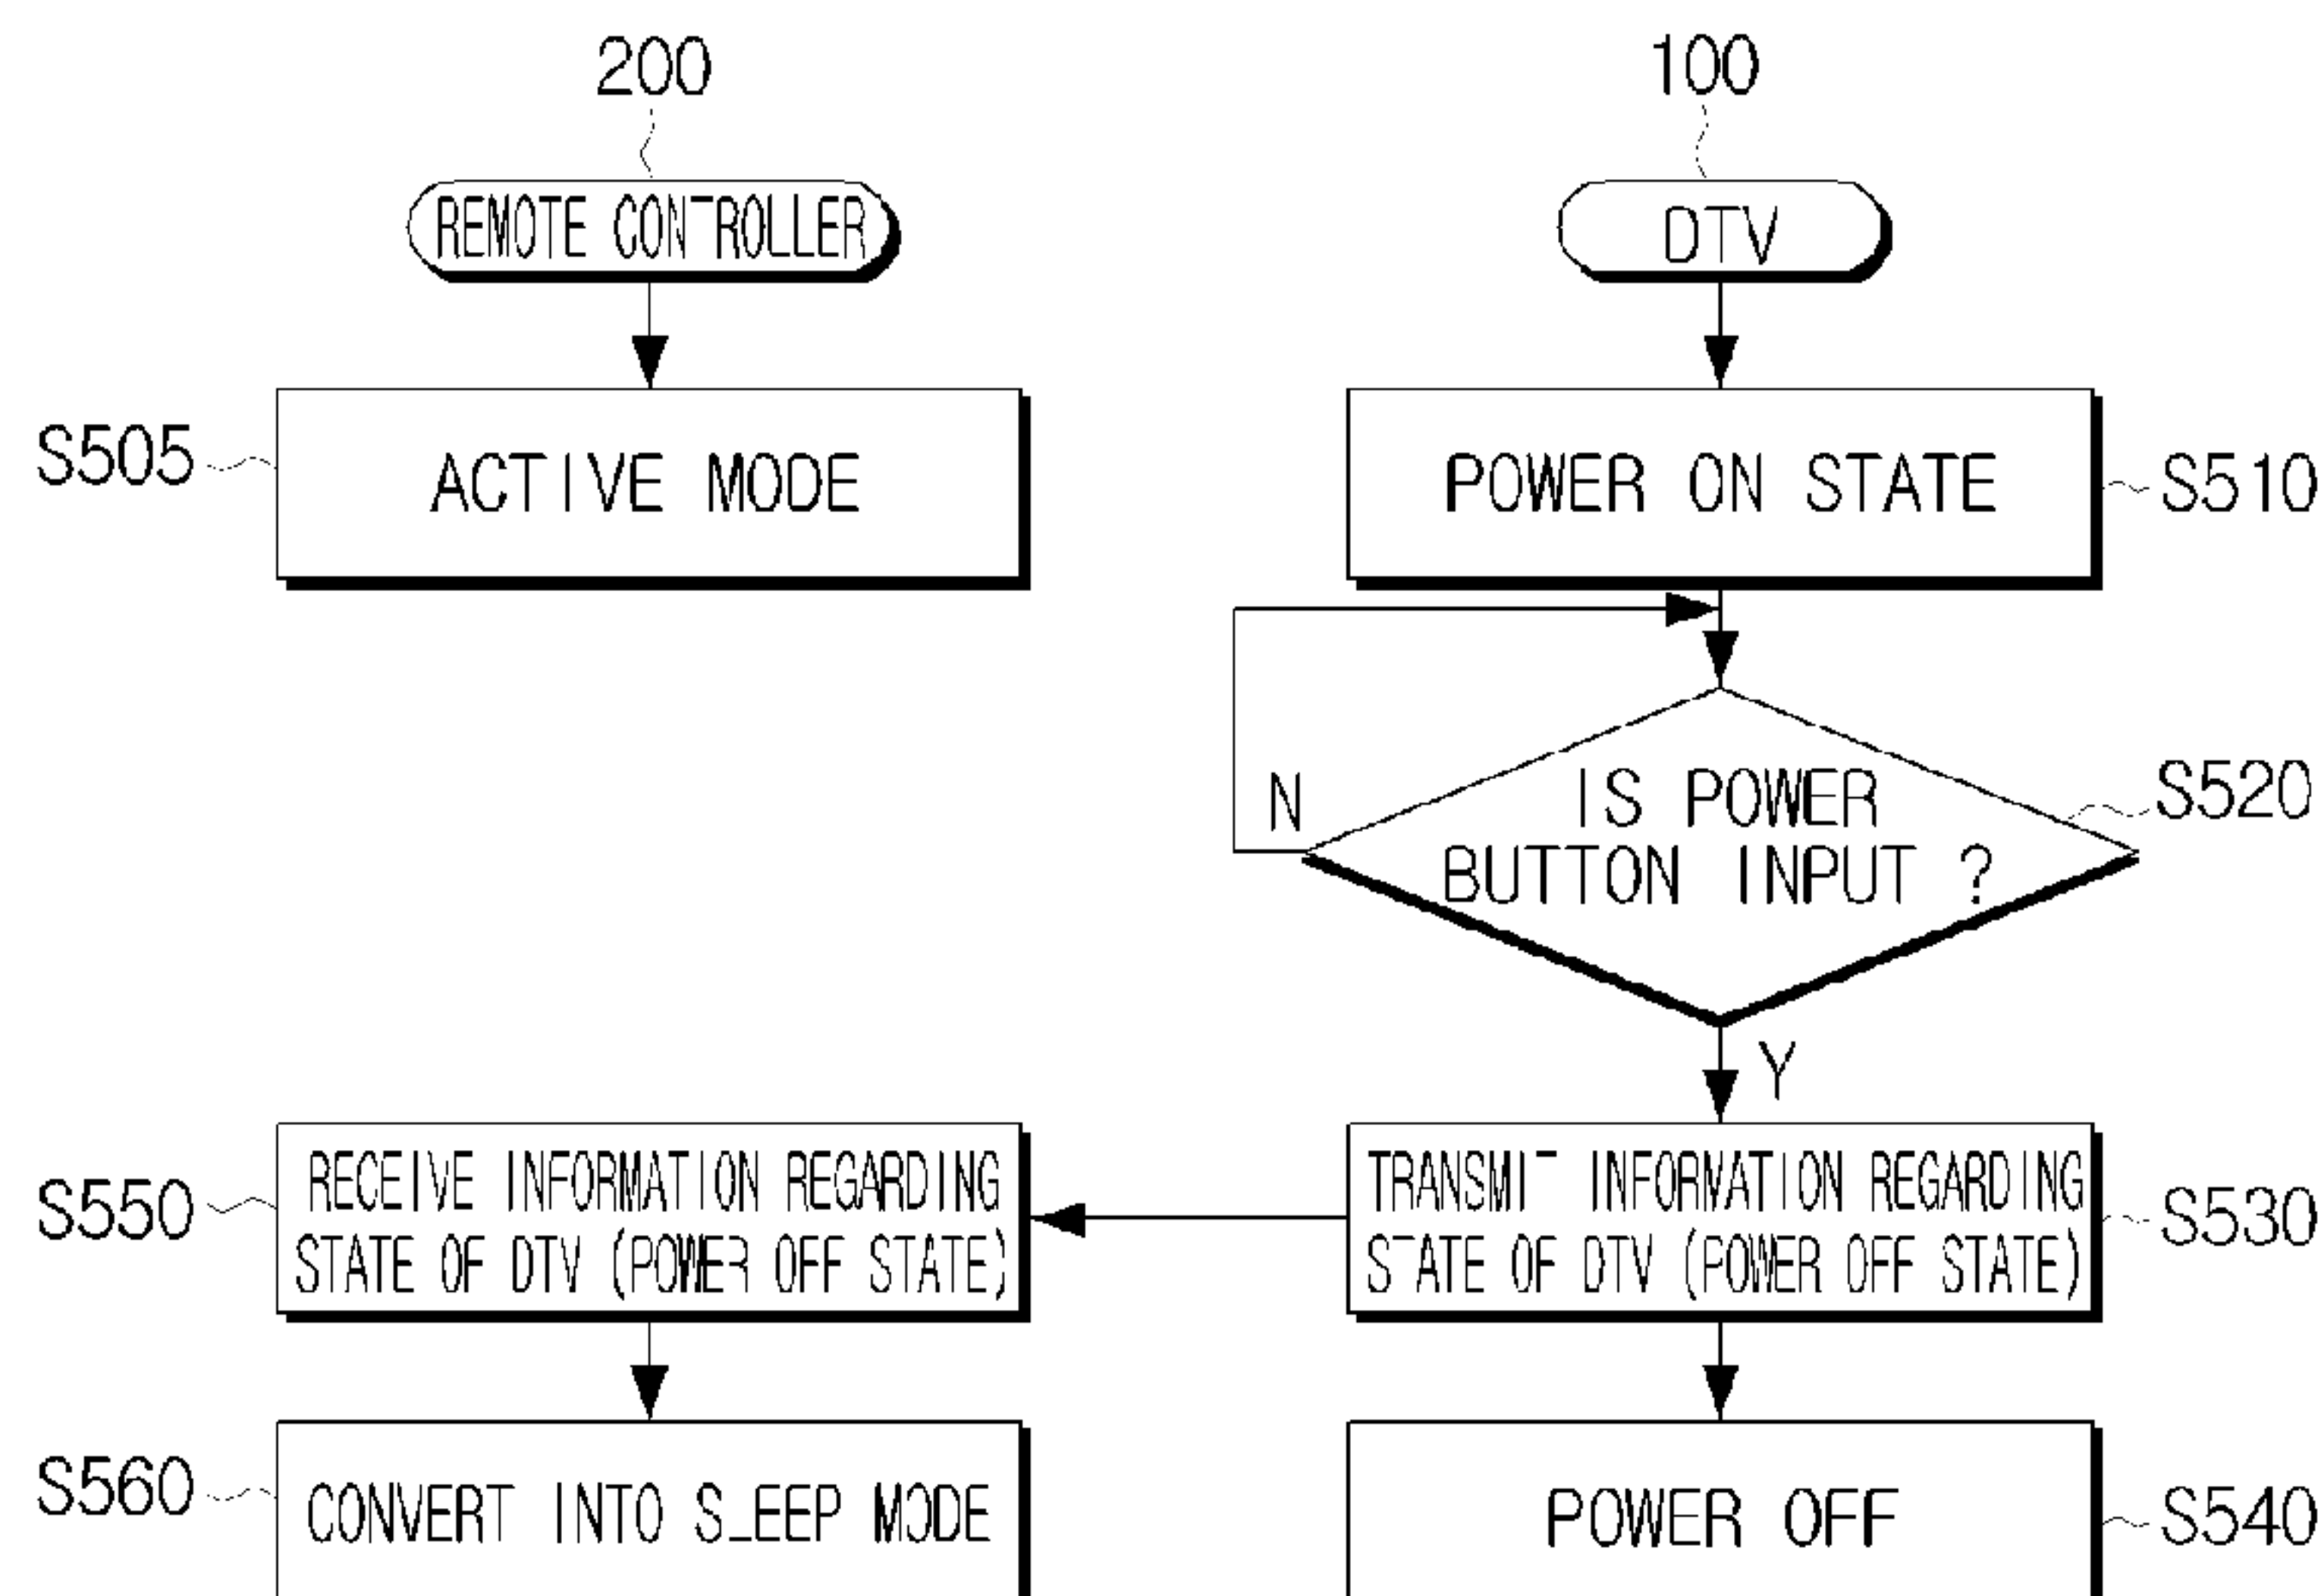 200
100
REMOTE CONTROLLER
DTV
S505
ACTIVE MODE
POWER ON STATE
S510
N
IS POWER
BUTTON INPUT ?
S520
Y
S550
RECEIVE INFORMATION REGARDING
STATE OF DTV (POWER OFF STATE)
TRANSMIT INFORMATION REGARDING
STATE OF DTV (POWER OFF STATE)
S530
S560
CONVERT INTO SLEEP MODE
POWER OFF
S540